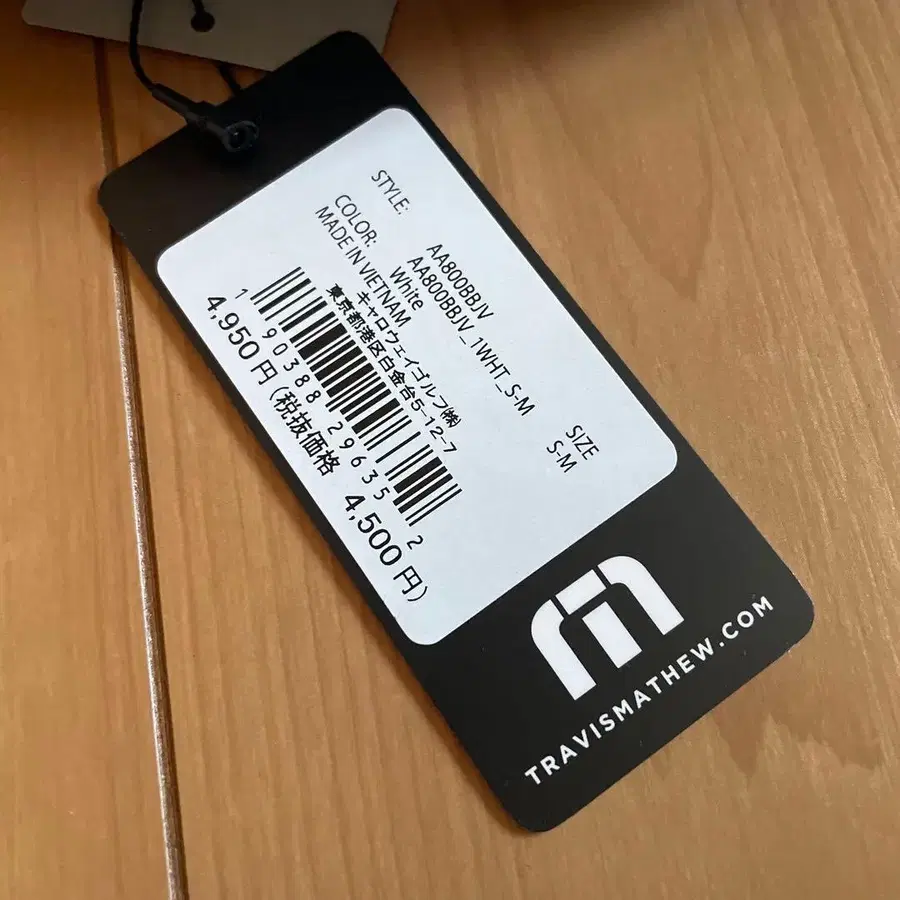 STYLE:
AA800BBJV
AA800BBJV_1WHT_S-M
COLOR:
White
SIZE
S-M
MADE IN VIETNAM
キャロウェイゴルフ㈱
東京都港区白金台5-12-7
1 90388 29635 2
4,950円(税抜価格 4,500円)
TRAVISMATHEW.COM